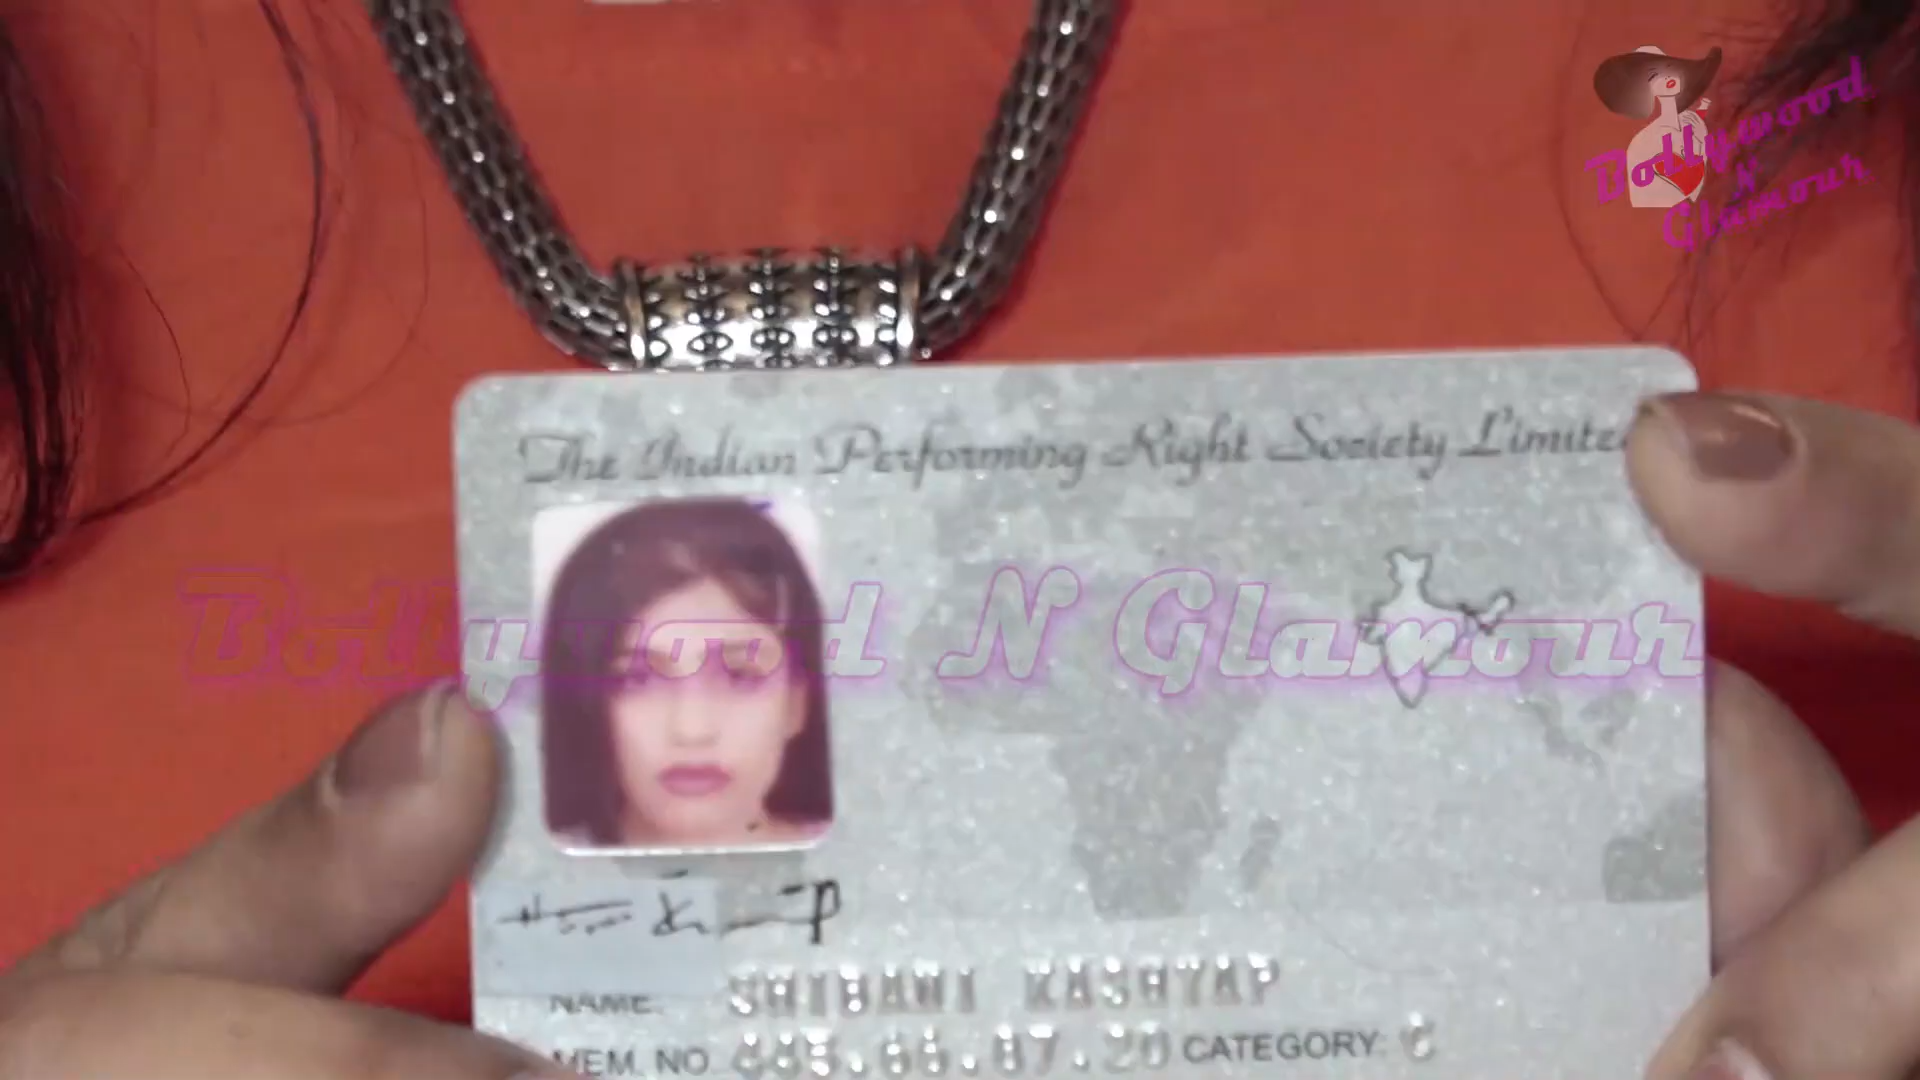 Bollywood
N'
Glamour
The Indian Performing Right Society Limite
Bollywood N Glamour
NAME: SHIBANI KASHYAP
MEM. NO. CATEGORY: C